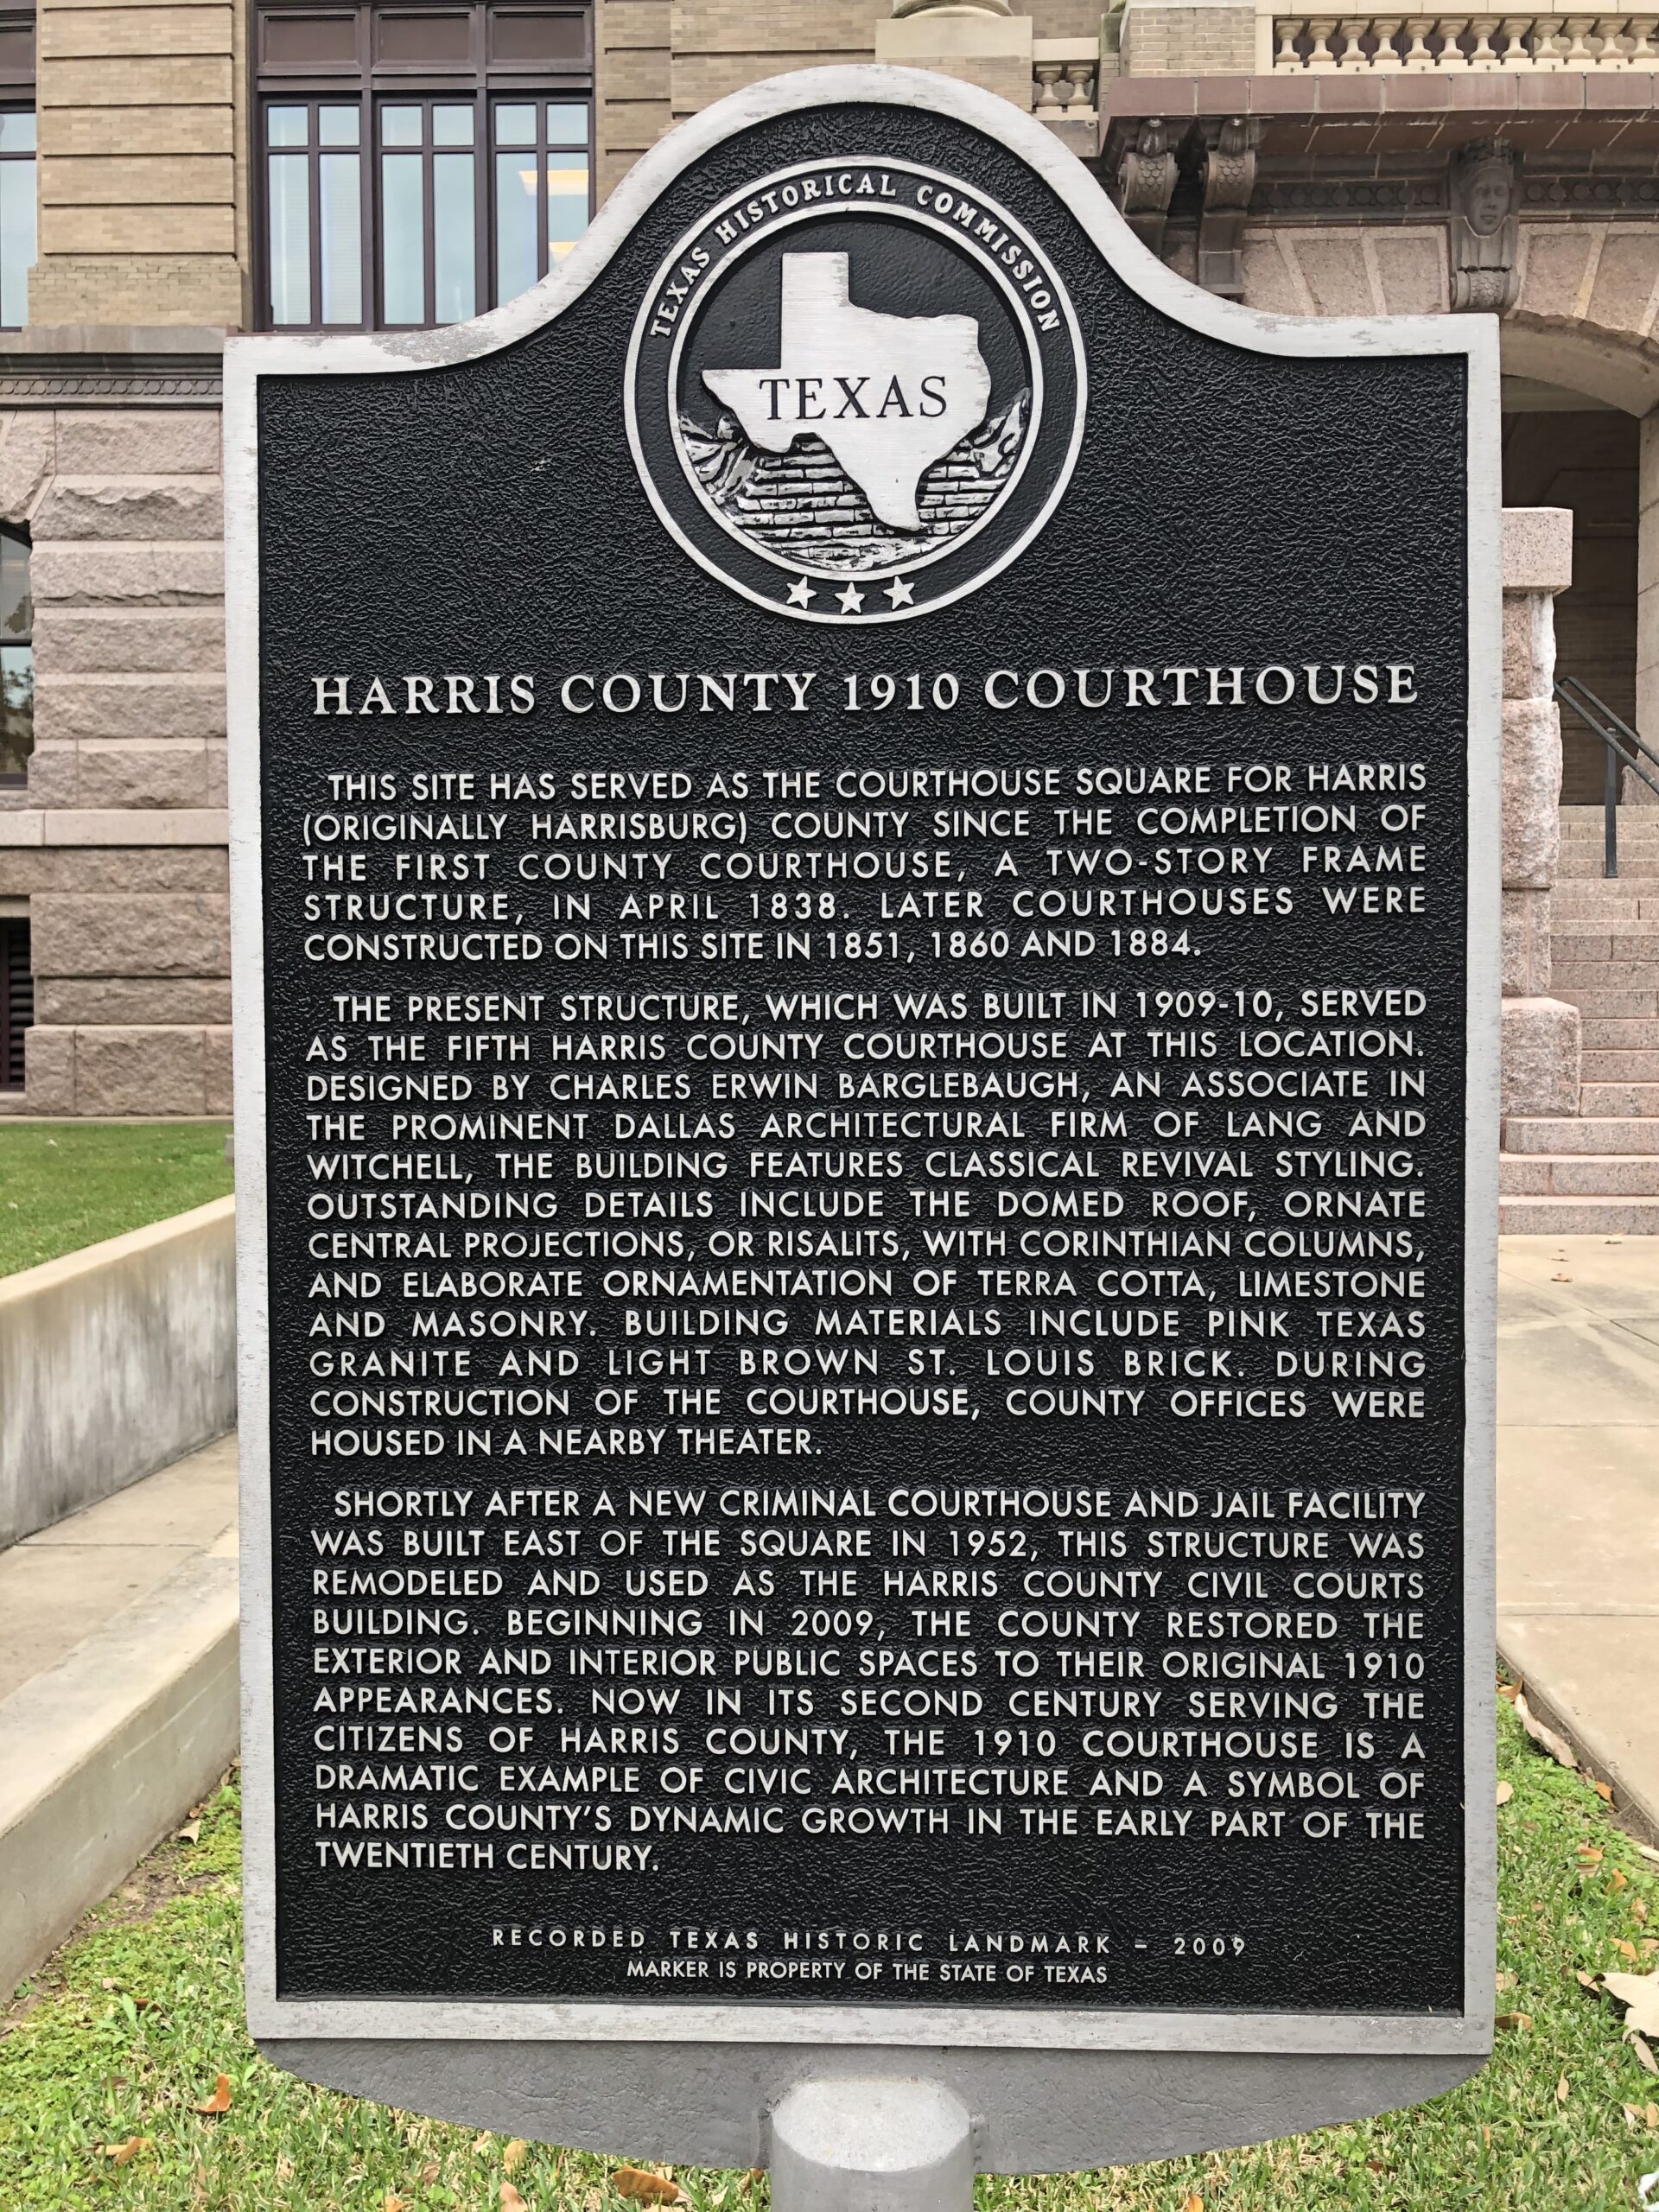 TEXAS HISTORICAL COMMISSION
TEXAS
HARRIS COUNTY 1910 COURTHOUSE
THIS SITE HAS SERVED AS THE COURTHOUSE SQUARE FOR HARRIS
(ORIGINALLY HARRISBURG) COUNTY SINCE THE COMPLETION OF
THE FIRST COUNTY COURTHOUSE, A TWO-STORY FRAME
STRUCTURE, IN APRIL 1838. LATER COURTHOUSES WERE
CONSTRUCTED ON THIS SITE IN 1851, 1860 AND 1884.
THE PRESENT STRUCTURE, WHICH WAS BUILT IN 1909-10, SERVED
AS THE FIFTH HARRIS COUNTY COURTHOUSE AT THIS LOCATION.
DESIGNED BY CHARLES ERWIN BARGLEBAUGH, AN ASSOCIATE IN
THE PROMINENT DALLAS ARCHITECTURAL FIRM OF LANG AND
WITCHELL, THE BUILDING FEATURES CLASSICAL REVIVAL STYLING.
OUTSTANDING DETAILS INCLUDE THE DOMED ROOF, ORNATE
CENTRAL PROJECTIONS, OR RISALITS, WITH CORINTHIAN COLUMNS,
AND ELABORATE ORNAMENTATION OF TERRA COTTA, LIMESTONE
AND MASONRY. BUILDING MATERIALS INCLUDE PINK TEXAS
GRANITE AND LIGHT BROWN ST. LOUIS BRICK. DURING
CONSTRUCTION OF THE COURTHOUSE, COUNTY OFFICES WERE
HOUSED IN A NEARBY THEATER.
SHORTLY AFTER A NEW CRIMINAL COURTHOUSE AND JAIL FACILITY
WAS BUILT EAST OF THE SQUARE IN 1952, THIS STRUCTURE WAS
REMODELED AND USED AS THE HARRIS COUNTY CIVIL COURTS
BUILDING. BEGINNING IN 2009, THE COUNTY RESTORED THE
EXTERIOR AND INTERIOR PUBLIC SPACES TO THEIR ORIGINAL 1910
APPEARANCES. NOW IN ITS SECOND CENTURY SERVING THE
CITIZENS OF HARRIS COUNTY, THE 1910 COURTHOUSE IS A
DRAMATIC EXAMPLE OF CIVIC ARCHITECTURE AND A SYMBOL OF
HARRIS COUNTY'S DYNAMIC GROWTH IN THE EARLY PART OF THE
TWENTIETH CENTURY.
RECORDED TEXAS HISTORIC LANDMARK – 2009
MARKER IS PROPERTY OF THE STATE OF TEXAS